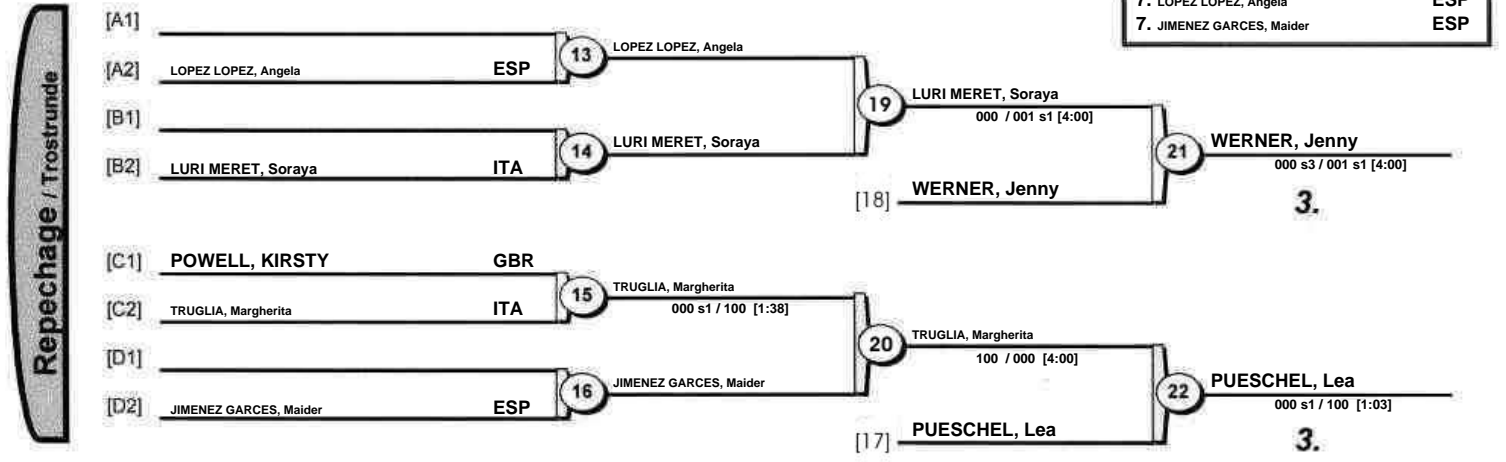 7. LOPEZ LOPEZ, Angela ESP
7. JIMENEZ GARCES, Maider ESP
Repechage / Trostrunde
[A1]
[A2] LOPEZ LOPEZ, Angela ESP
13 LOPEZ LOPEZ, Angela
[B1]
[B2] LURI MERET, Soraya ITA
14 LURI MERET, Soraya
19 LURI MERET, Soraya
000 / 001 s1 [4:00]
[18] WERNER, Jenny
21 WERNER, Jenny
000 s3 / 001 s1 [4:00]
3.
[C1] POWELL, KIRSTY GBR
[C2] TRUGLIA, Margherita ITA
15 TRUGLIA, Margherita
000 s1 / 100 [1:38]
[D1]
[D2] JIMENEZ GARCES, Maider ESP
16 JIMENEZ GARCES, Maider
20 TRUGLIA, Margherita
100 / 000 [4:00]
[17] PUESCHEL, Lea
22 PUESCHEL, Lea
000 s1 / 100 [1:03]
3.